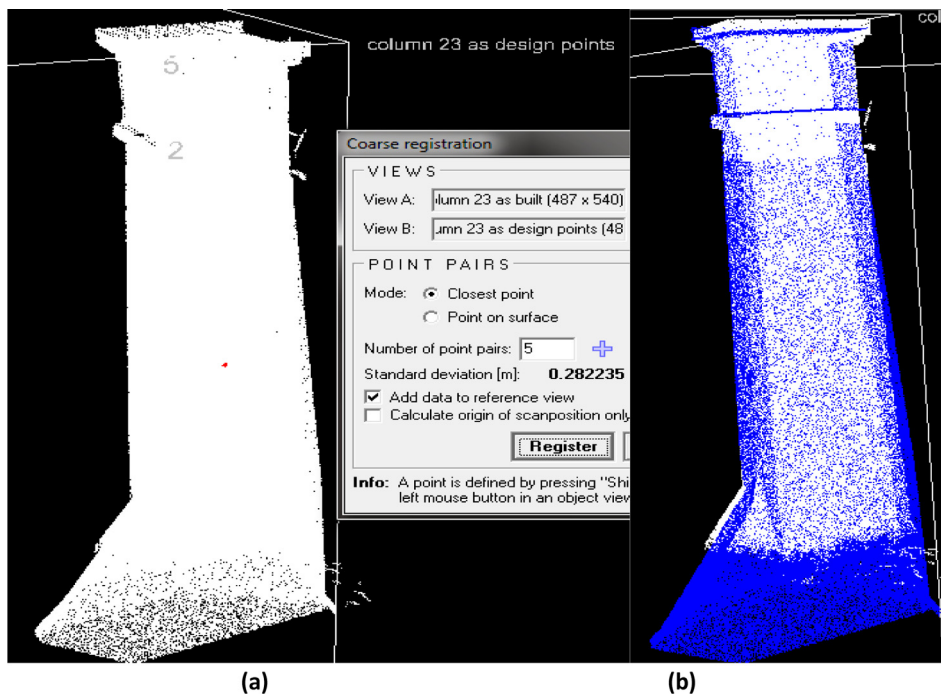 5
column 23 as design points
col
2
Coarse registration
VIEWS
View A: olumn 23 as built (487 x 540)
View B: umn 23 as design points (48
POINT PAIRS
Mode: Closest point
Point on surface
Number of point pairs: 5
Standard deviation [m]: 0.282235
Add data to reference view
Calculate origin of scanposition only
Register
Info: A point is defined by pressing "Shi
left mouse button in an object view
(a) (b)